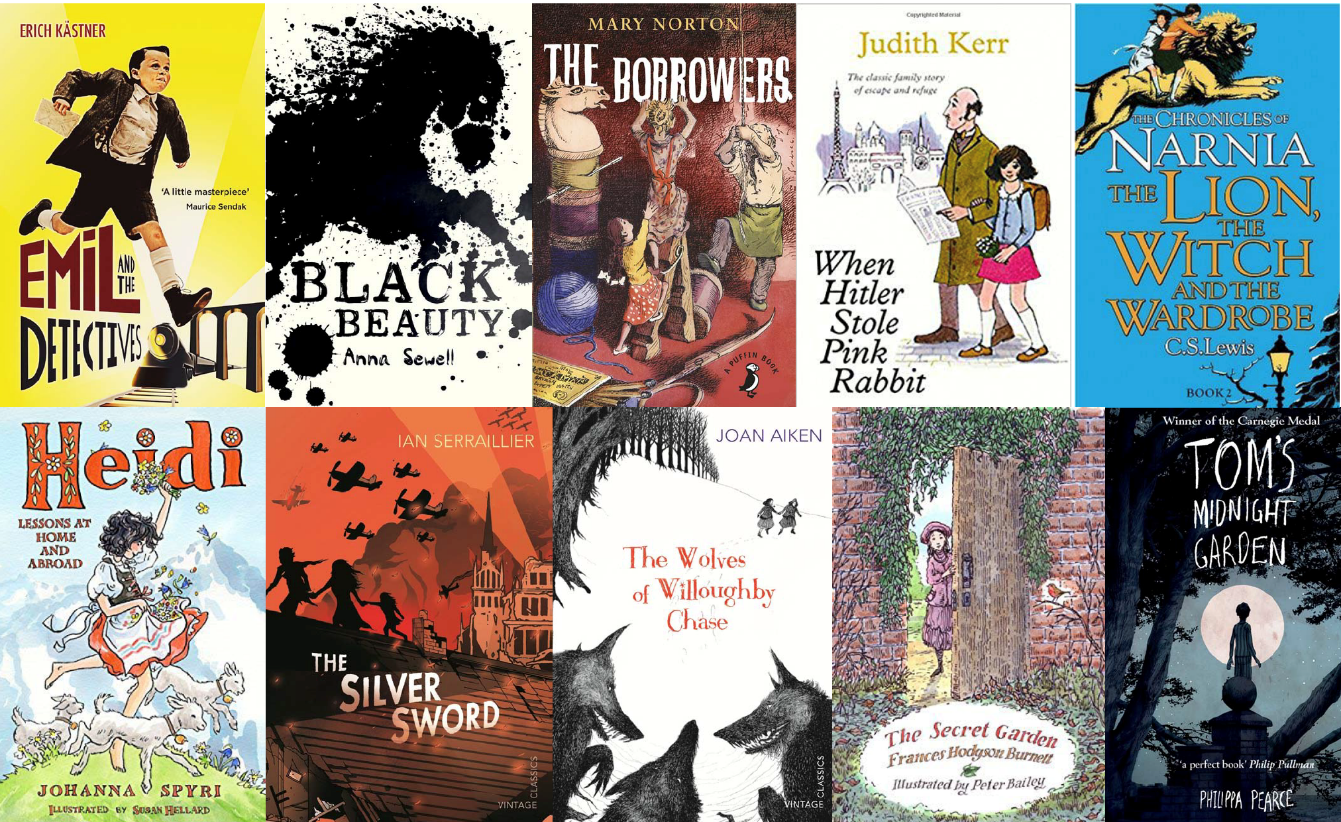 ERICH KÄSTNER
'A little masterpiece'
Maurice Sendak
EMIL
AND
THE
DETECTIVES
BLACK
BEAUTY
Anna Sewell
MARY NORTON
THE BORROWERS
A PUFFIN BOOK
Copyrighted Material
Judith Kerr
The classic family story
of escape and refuge
When
Hitler
Stole
Pink
Rabbit
THE CHRONICLES OF
NARNIA
THE LION,
THE
WITCH
AND THE
WARDROBE
C.S. Lewis
BOOK 2
Heidi
LESSONS AT
HOME
AND
ABROAD
JOHANNA SPYRI
ILLUSTRATED BY SUSAN HELLARD
IAN SERRAILLIER
THE
SILVER
SWORD
VINTAGE CLASSICS
JOAN AIKEN
The Wolves
of Willoughby
Chase
VINTAGE CLASSICS
The Secret Garden
Frances Hodgson Burnett
Illustrated by Peter Bailey
Winner of the Carnegie Medal
TOM'S
MIDNIGHT
GARDEN
'a perfect book' Philip Pullman
PHILIPPA PEARCE